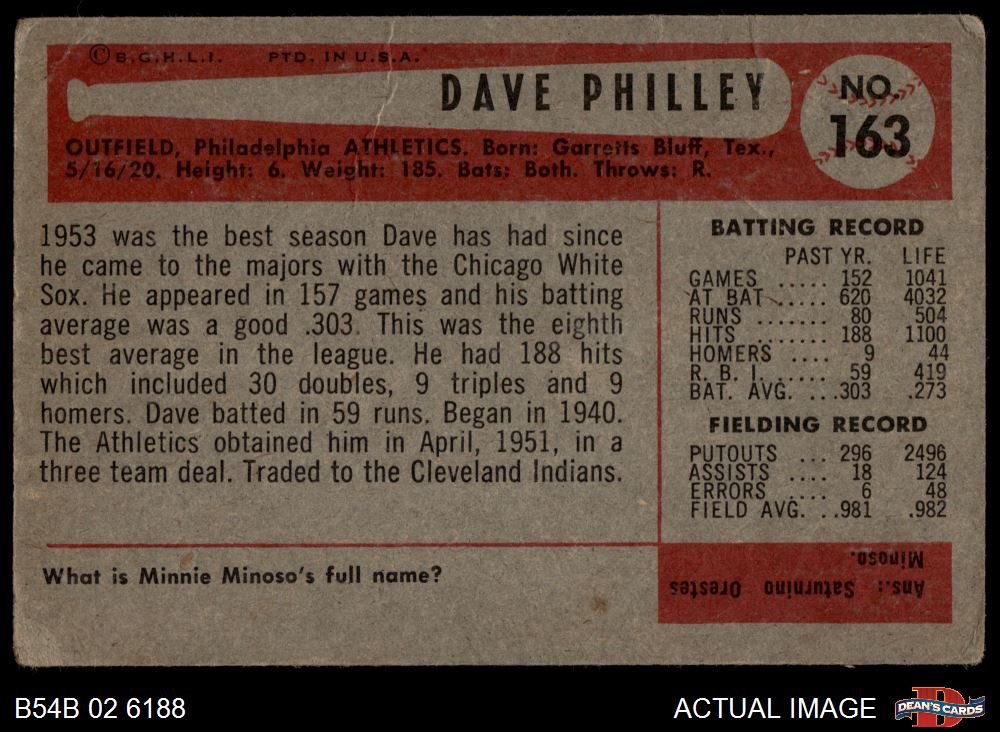 ©B.G.H.L.I. PTD. IN U.S.A.
DAVE PHILLEY
NO.
163
OUTFIELD, Philadelphia ATHLETICS. Born: Garretts Bluff, Tex.,
5/16/20. Height: 6. Weight: 185. Bats: Both. Throws: R.
1953 was the best season Dave has had since
he came to the majors with the Chicago White
Sox. He appeared in 157 games and his batting
average was a good .303. This was the eighth
best average in the league. He had 188 hits
which included 30 doubles, 9 triples and 9
homers. Dave batted in 59 runs. Began in 1940.
The Athletics obtained him in April, 1951, in a
three team deal. Traded to the Cleveland Indians.
BATTING RECORD
PAST YR. LIFE
GAMES ..... 152 1041
AT BAT ..... 620 4032
RUNS ....... 80 504
HITS ....... 188 1100
HOMERS .... 9 44
R. B. I. ..... 59 419
BAT. AVG. ...303 .273
FIELDING RECORD
PUTOUTS ... 296 2496
ASSISTS .... 18 124
ERRORS .... 6 48
FIELD AVG. ..981 .982
What is Minnie Minoso's full name?
Ans.: Saturnino Orestes
Minoso.
B54B 02 6188
ACTUAL IMAGE
D
DEAN'S CARDS